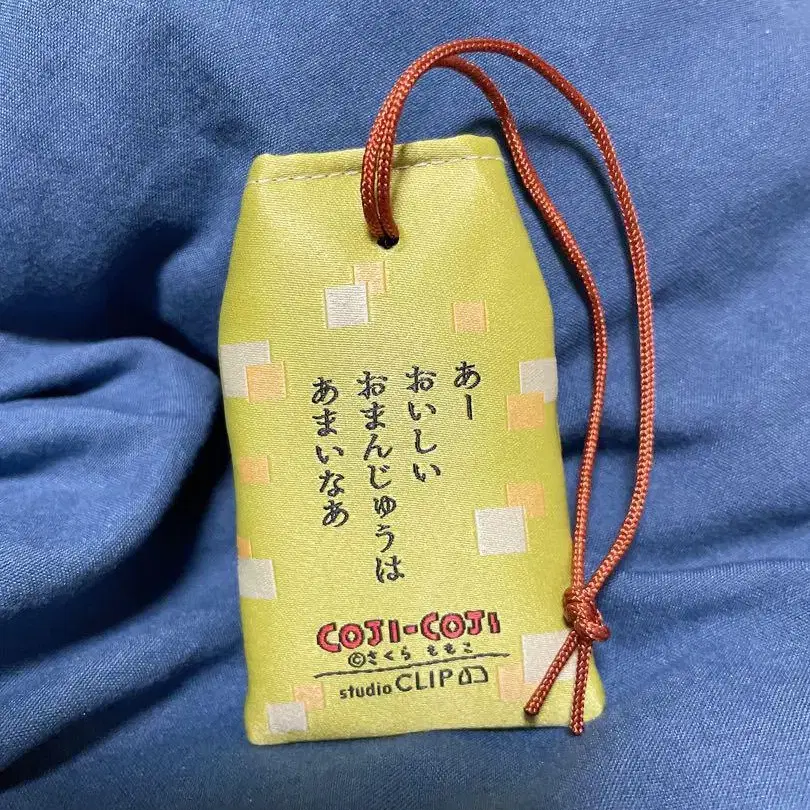 あー
おいしい
おまんじゅうは
あまいなあ
COJI-COJI
©さくら ももこ
studio CLIP